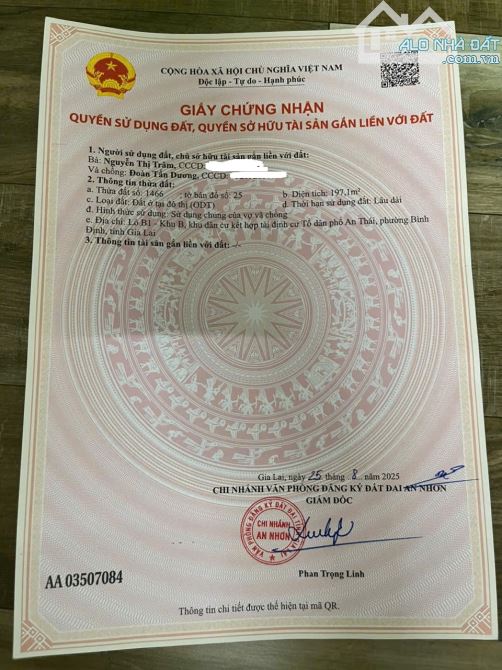 ALO NHÀ ĐẤT
.com.vn
CỘNG HÒA XÃ HỘI CHỦ NGHĨA VIỆT NAM
Độc lập - Tự do - Hạnh phúc
GIẤY CHỨNG NHẬN
QUYỀN SỬ DỤNG ĐẤT, QUYỀN SỞ HỮU TÀI SẢN GẮN LIỀN VỚI ĐẤT
1. Người sử dụng đất, chủ sở hữu tài sản gắn liền với đất:
Bà: Nguyễn Thị Trâm, CCCD:
Và chồng: Đoàn Tấn Dương, CCCD:
2. Thông tin thửa đất:
a. Thửa đất số: 1466 ; tờ bản đồ số: 25 b. Diện tích: 197,1m²
c. Loại đất: Đất ở tại đô thị (ODT) d. Thời hạn sử dụng đất: Lâu dài
đ. Hình thức sử dụng: Sử dụng chung của vợ và chồng
e. Địa chỉ: Lô B1 - Khu B, khu dân cư kết hợp tái định cư Tổ dân phố An Thái, phường Bình
Định, tỉnh Gia Lai
3. Thông tin tài sản gắn liền với đất: -/-
Gia Lai, ngày 25 tháng 8 năm 2025
CHI NHÁNH VĂN PHÒNG ĐĂNG KÝ ĐẤT ĐAI AN NHƠN
GIÁM ĐỐC
VĂN PHÒNG ĐĂNG KÝ ĐẤT ĐAI TỈNH GIA LAI
CHI NHÁNH
AN NHƠN
Phan Trọng Linh
AA 03507084
Thông tin chi tiết được thể hiện tại mã QR.